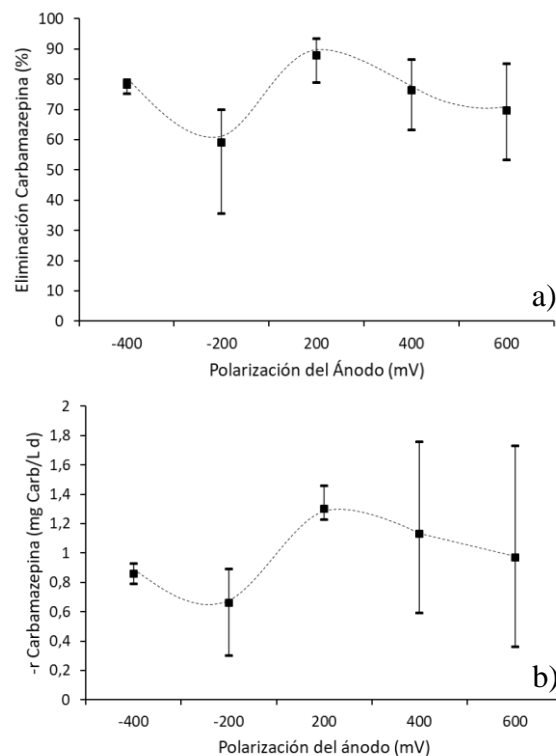 100
90
80
70
60
50
40
30
20
10
0
Eliminación Carbamazepina (%)
-400 -200 200 400 600
Polarización del Ánodo (mV)
a)
2
1,8
1,6
1,4
1,2
1
0,8
0,6
0,4
0,2
0
-r Carbamazepina (mg Carb/L d)
-400 -200 200 400 600
Polarización del ánodo (mV)
b)